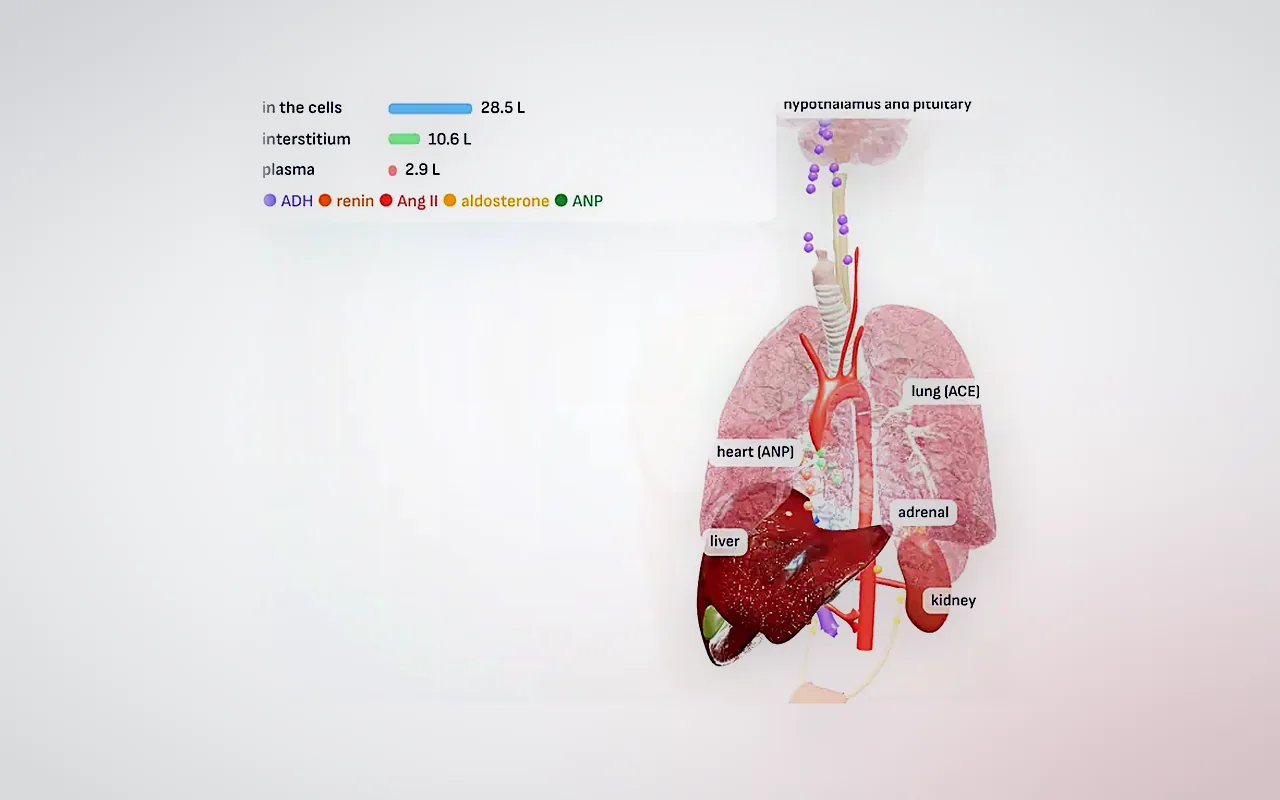 in the cells 28.5 L
interstitium 10.6 L
plasma 2.9 L
ADH renin Ang II aldosterone ANP
hypothalamus and pituitary
lung (ACE)
heart (ANP)
adrenal
liver
kidney